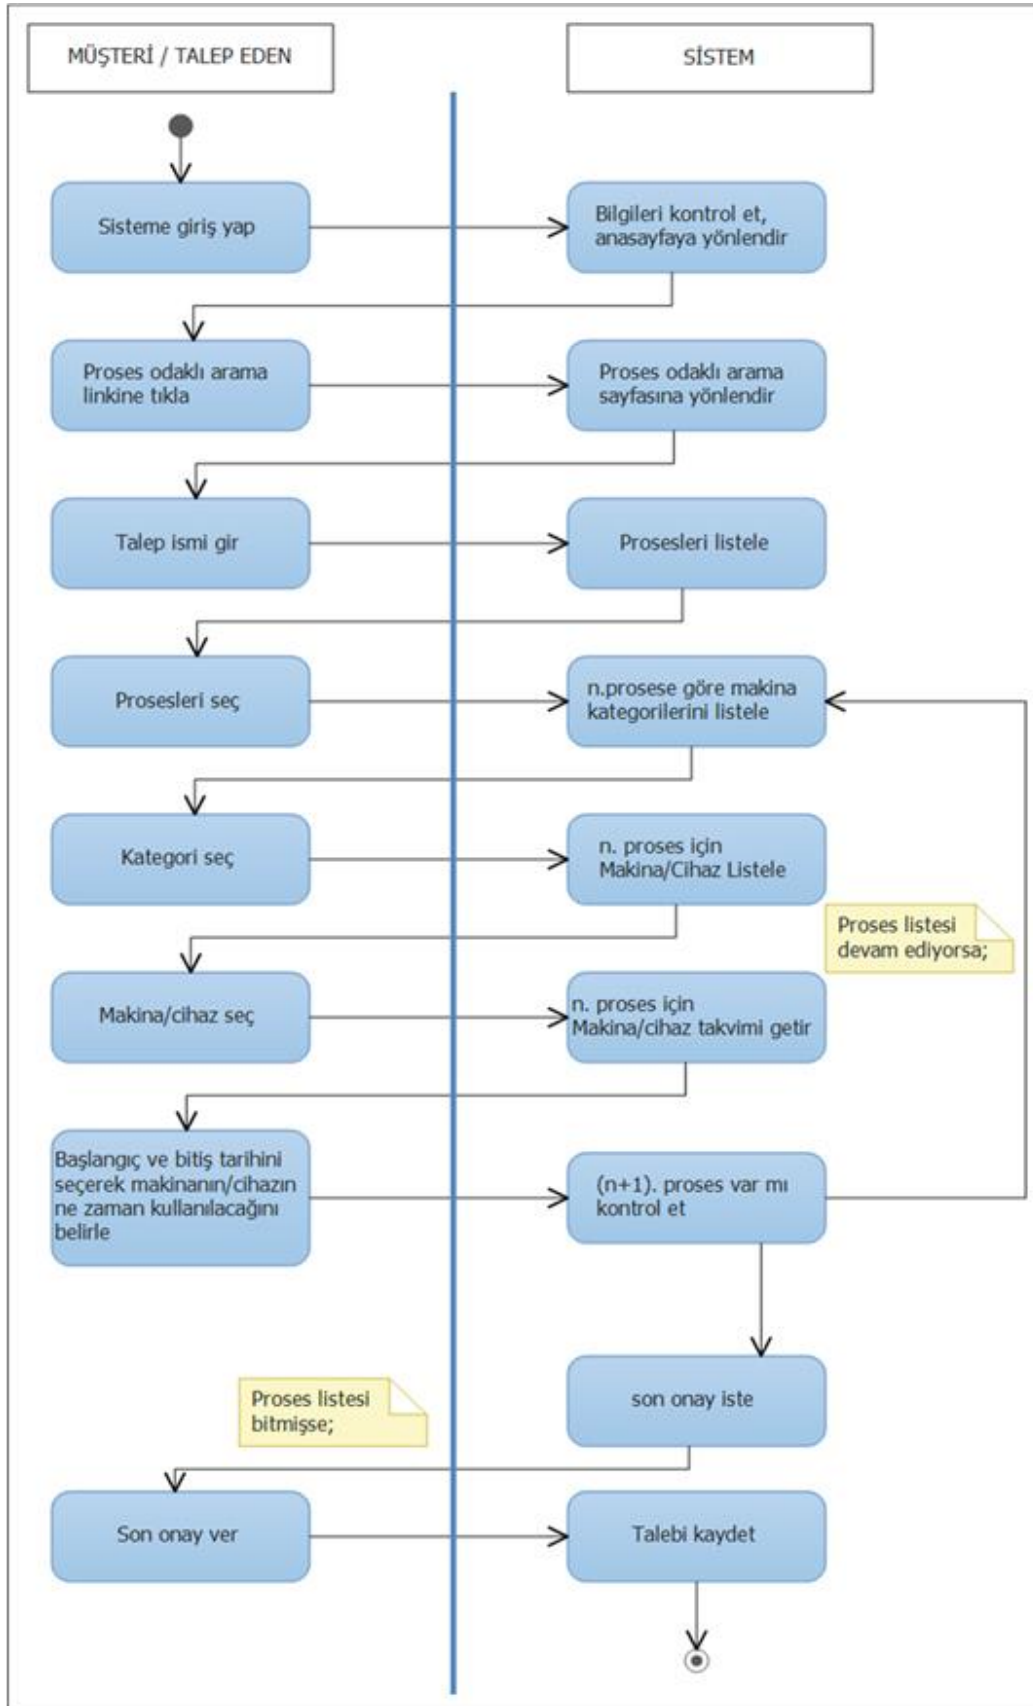 MÜŞTERİ / TALEP EDEN
SİSTEM
Sisteme giriş yap
Bilgileri kontrol et,
anasayfaya yönlendir
Proses odaklı arama
linkine tıkla
Proses odaklı arama
sayfasına yönlendir
Talep ismi gir
Prosesleri listele
Prosesleri seç
n.prosese göre makina
kategorilerini listele
Kategori seç
n. proses için
Makina/Cihaz Listele
Proses listesi
devam ediyorsa;
Makina/cihaz seç
n. proses için
Makina/cihaz takvimi getir
Başlangıç ve bitiş tarihini
seçerek makinanın/cihazın
ne zaman kullanılacağını
belirle
(n+1). proses var mı
kontrol et
son onay iste
Proses listesi
bitmişse;
Son onay ver
Talebi kaydet